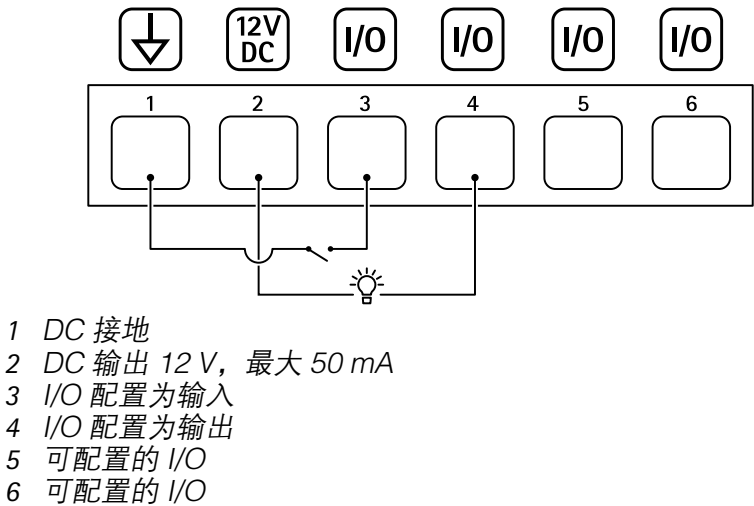 12V
DC
I/O
I/O
I/O
I/O
1
2
3
4
5
6
1 DC 接地
2 DC 输出 12 V，最大 50 mA
3 I/O 配置为输入
4 I/O 配置为输出
5 可配置的 I/O
6 可配置的 I/O